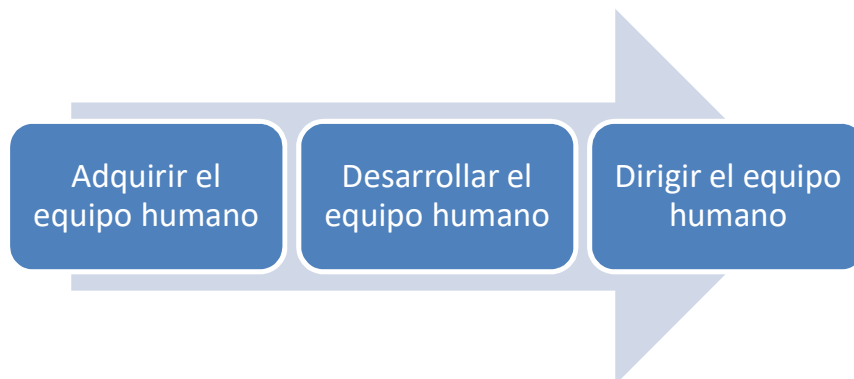 Adquirir el
equipo humano
Desarrollar el
equipo humano
Dirigir el equipo
humano